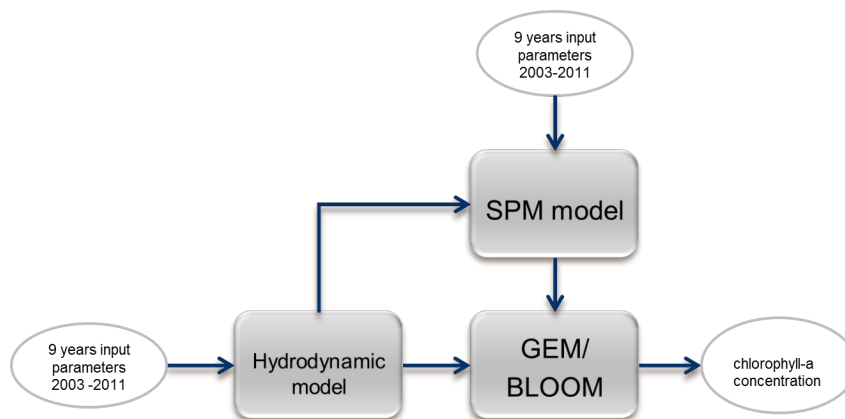 9 years input
parameters
2003-2011
SPM model
9 years input
parameters
2003 -2011
Hydrodynamic
model
GEM/
BLOOM
chlorophyll-a
concentration